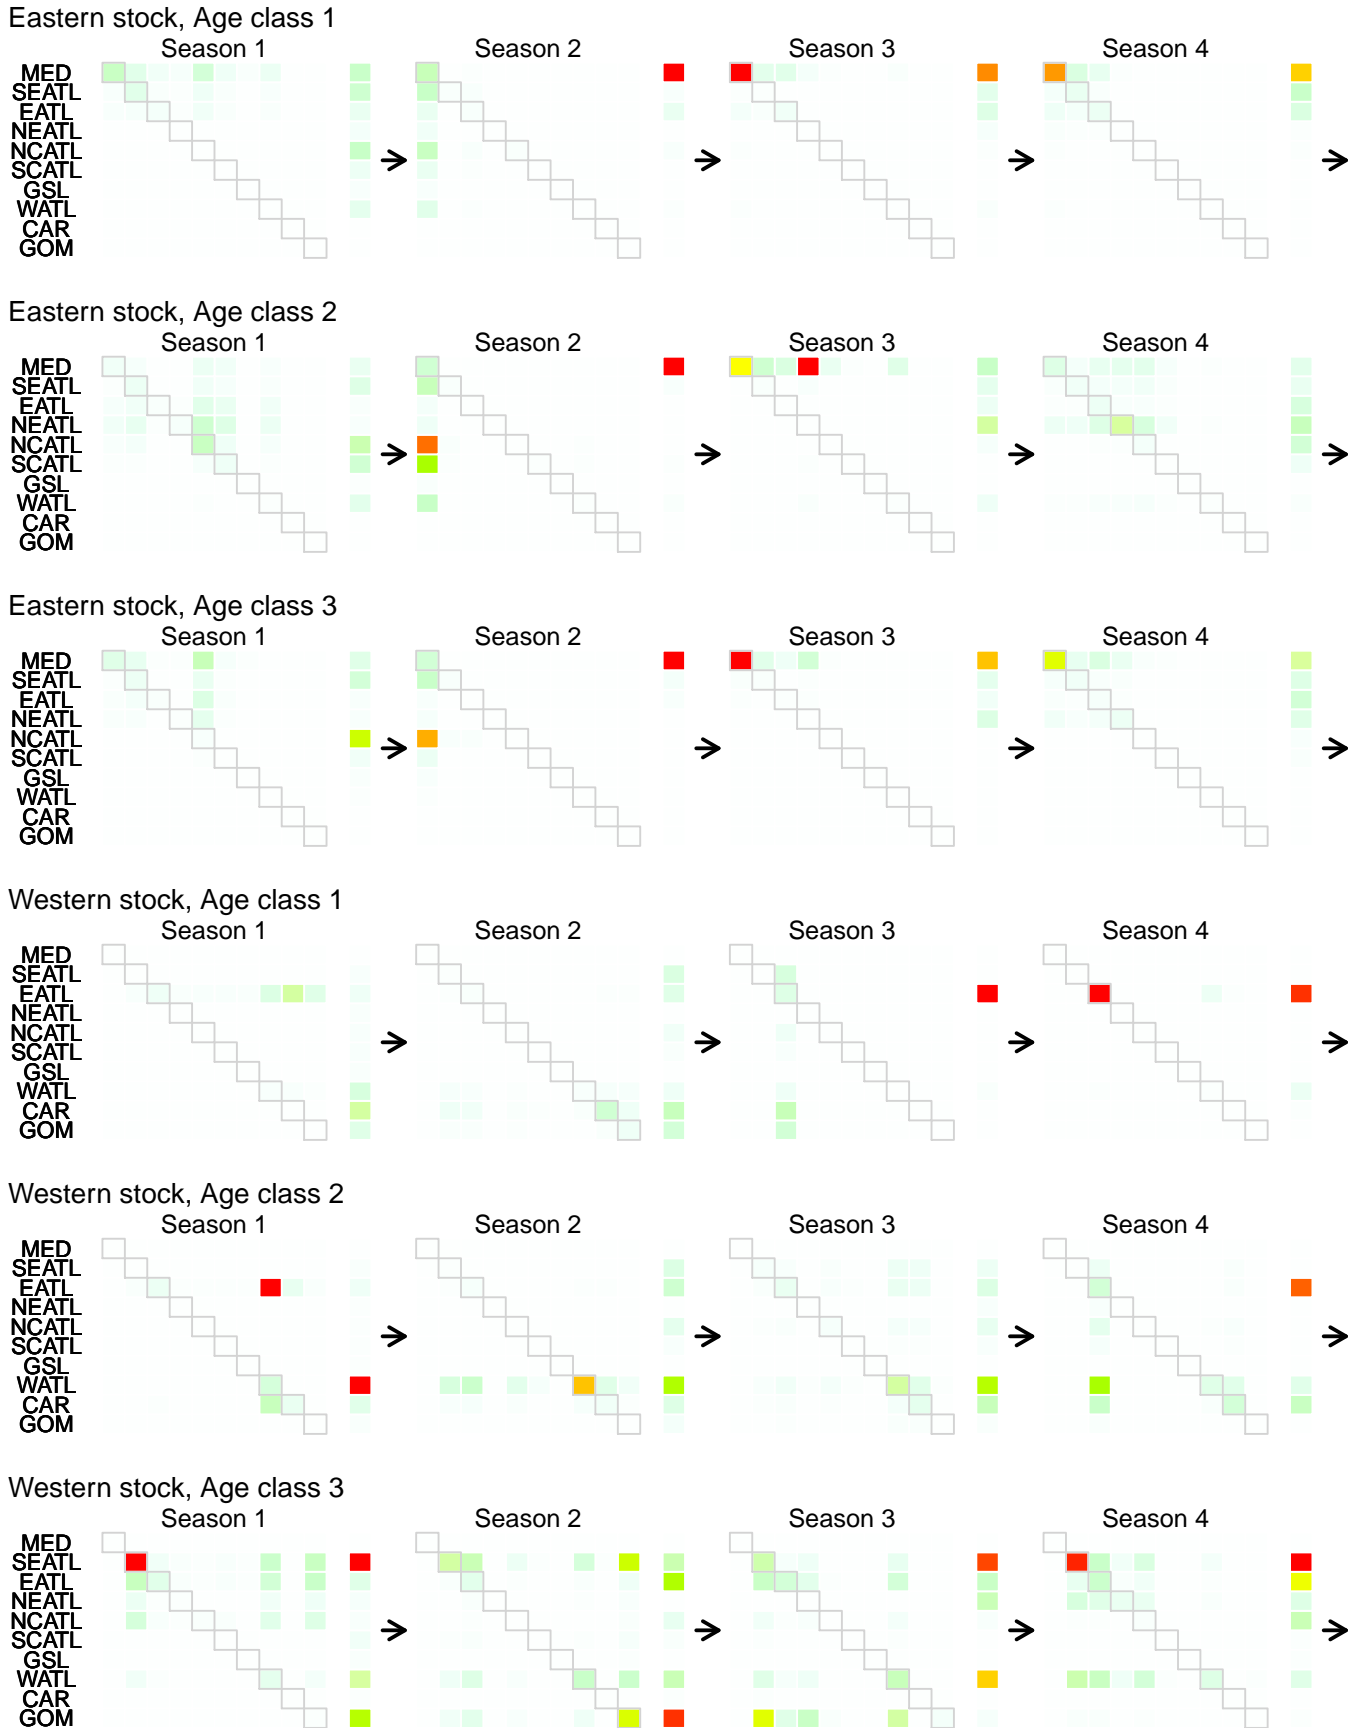 Eastern stock, Age class 1
Season 1 Season 2 Season 3 Season 4
MED
SEATL
EATL
NEATL
NCATL
SCATL
GSL
WATL
CAR
GOM
Eastern stock, Age class 2
Season 1 Season 2 Season 3 Season 4
MED
SEATL
EATL
NEATL
NCATL
SCATL
GSL
WATL
CAR
GOM
Eastern stock, Age class 3
Season 1 Season 2 Season 3 Season 4
MED
SEATL
EATL
NEATL
NCATL
SCATL
GSL
WATL
CAR
GOM
Western stock, Age class 1
Season 1 Season 2 Season 3 Season 4
MED
SEATL
EATL
NEATL
NCATL
SCATL
GSL
WATL
CAR
GOM
Western stock, Age class 2
Season 1 Season 2 Season 3 Season 4
MED
SEATL
EATL
NEATL
NCATL
SCATL
GSL
WATL
CAR
GOM
Western stock, Age class 3
Season 1 Season 2 Season 3 Season 4
MED
SEATL
EATL
NEATL
NCATL
SCATL
GSL
WATL
CAR
GOM